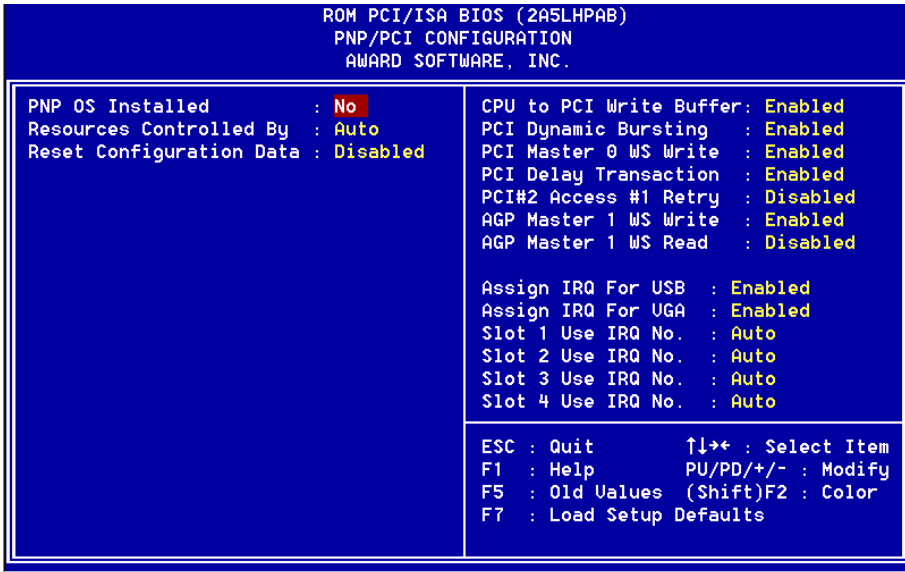 ROM PCI/ISA BIOS (2A5LHPAB)
PNP/PCI CONFIGURATION
AWARD SOFTWARE, INC.
PNP OS Installed : No
Resources Controlled By : Auto
Reset Configuration Data : Disabled
CPU to PCI Write Buffer: Enabled
PCI Dynamic Bursting : Enabled
PCI Master 0 WS Write : Enabled
PCI Delay Transaction : Enabled
PCI#2 Access #1 Retry : Disabled
AGP Master 1 WS Write : Enabled
AGP Master 1 WS Read : Disabled
Assign IRQ For USB : Enabled
Assign IRQ For VGA : Enabled
Slot 1 Use IRQ No. : Auto
Slot 2 Use IRQ No. : Auto
Slot 3 Use IRQ No. : Auto
Slot 4 Use IRQ No. : Auto
ESC : Quit ↑↓→← : Select Item
F1 : Help PU/PD/+/- : Modify
F5 : Old Values (Shift)F2 : Color
F7 : Load Setup Defaults